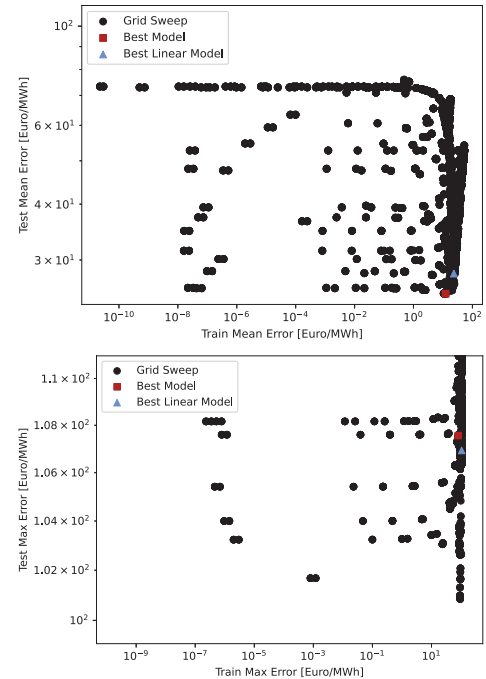 10²
Grid Sweep
Best Model
Best Linear Model
6 × 10¹
4 × 10¹
3 × 10¹
Test Mean Error [Euro/MWh]
10⁻¹⁰ 10⁻⁸ 10⁻⁶ 10⁻⁴ 10⁻² 10⁰ 10²
Train Mean Error [Euro/MWh]
1.1 × 10²
Grid Sweep
Best Model
Best Linear Model
1.08 × 10²
1.06 × 10²
1.04 × 10²
1.02 × 10²
10²
Test Max Error [Euro/MWh]
10⁻⁹ 10⁻⁷ 10⁻⁵ 10⁻³ 10⁻¹ 10¹
Train Max Error [Euro/MWh]